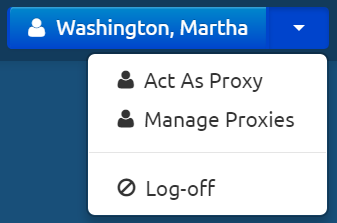 Washington, Martha
Act As Proxy
Manage Proxies
Log-off